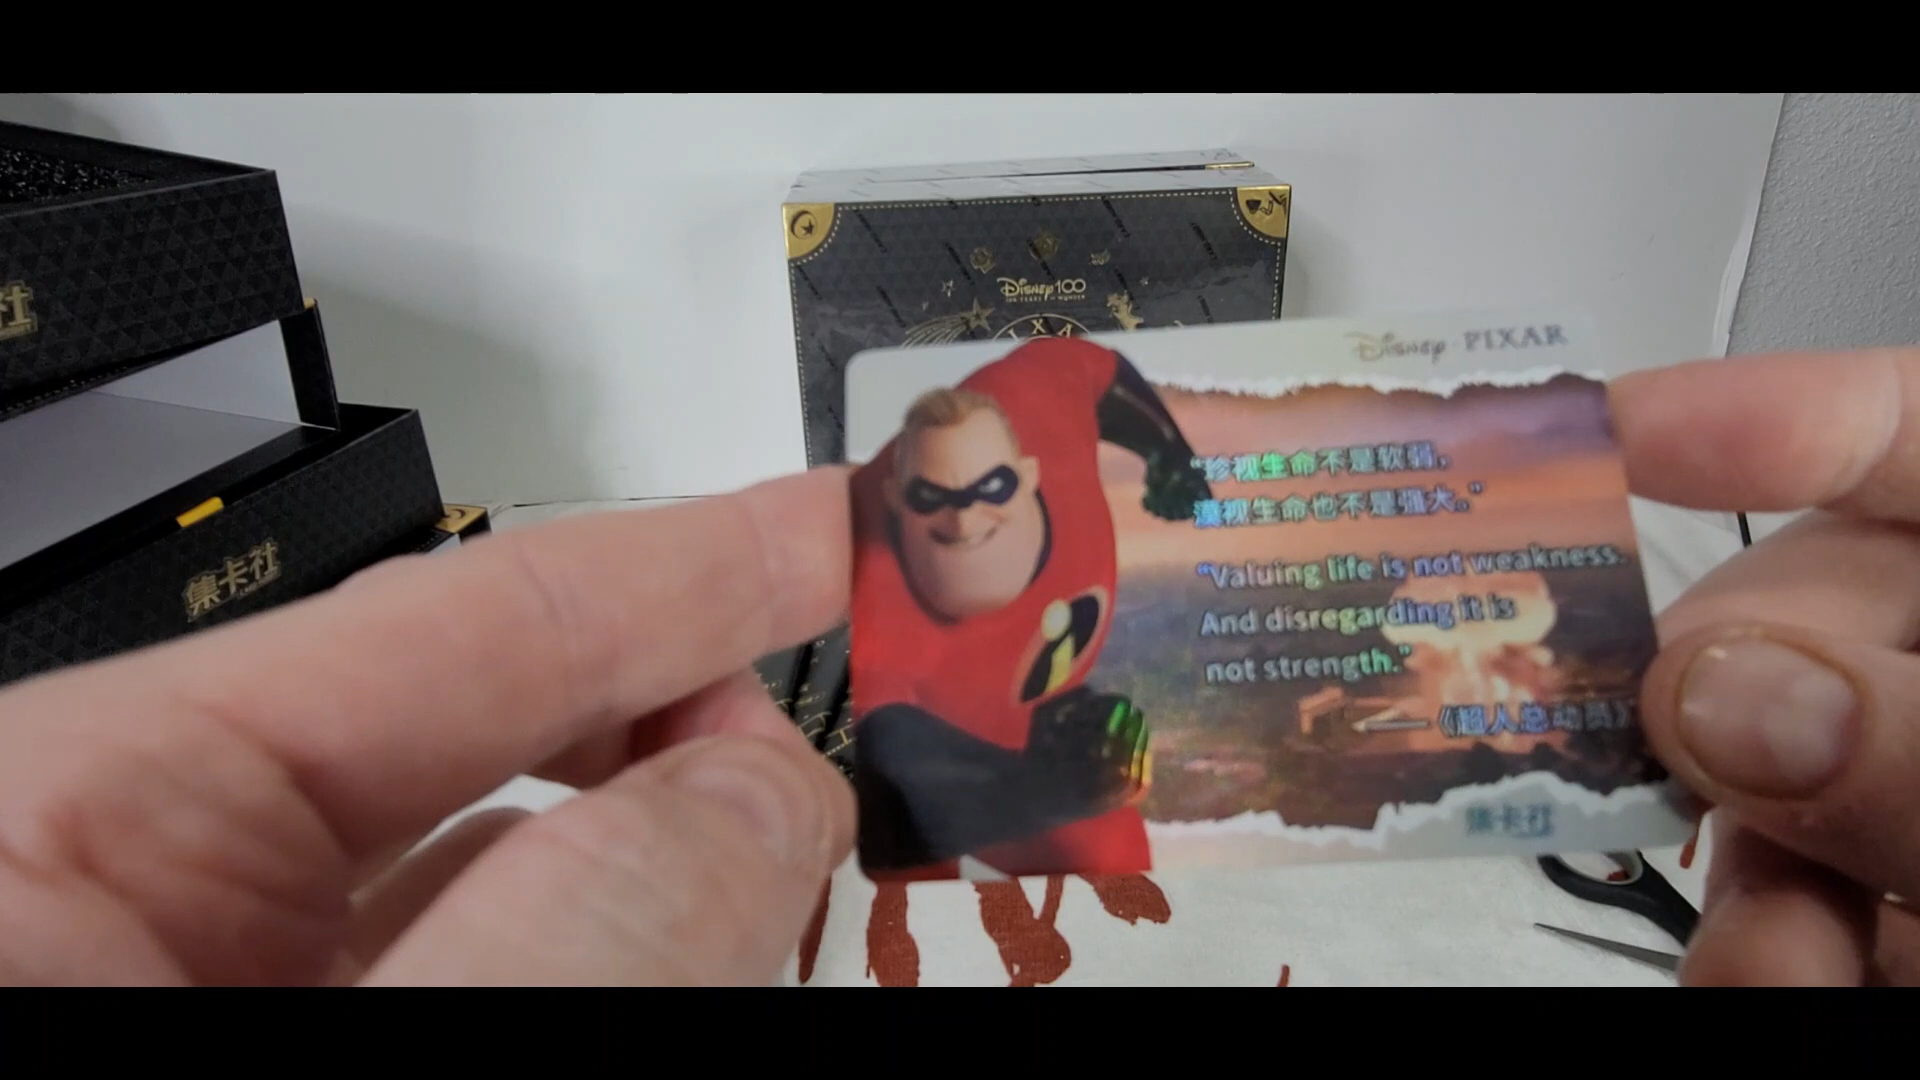 Disney100
Disney · PIXAR
“珍视生命不是软弱，
漠视生命也不是强大。”
“Valuing life is not weakness.
And disregarding it is
not strength.”
——《超人总动员》
集卡社
集卡社
社